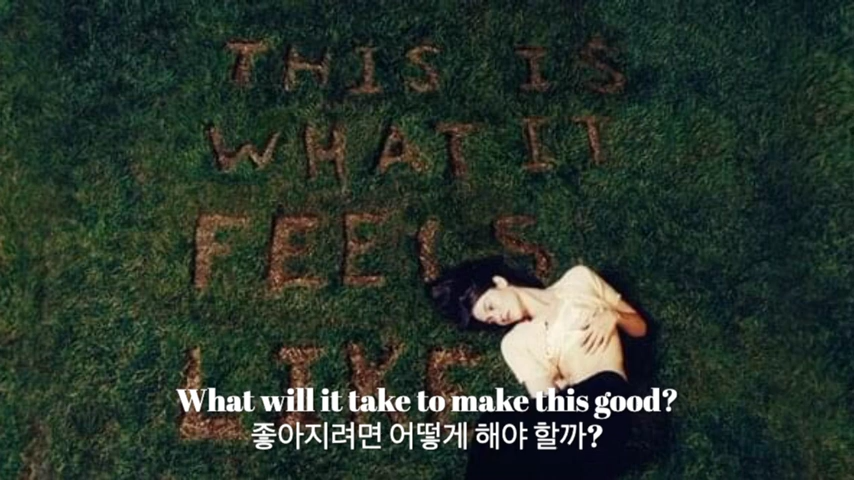 THIS IS
WHAT IT
FEELS
LIKE
What will it take to make this good?
좋아지려면 어떻게 해야 할까?